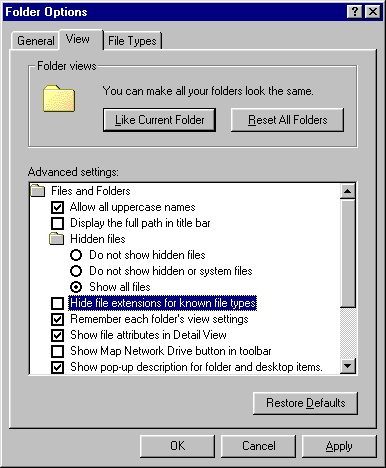 Folder Options
General View File Types
Folder views
You can make all your folders look the same.
Like Current Folder Reset All Folders
Advanced settings:
Files and Folders
Allow all uppercase names
Display the full path in title bar
Hidden files
Do not show hidden files
Do not show hidden or system files
Show all files
Hide file extensions for known file types
Remember each folder's view settings
Show file attributes in Detail View
Show Map Network Drive button in toolbar
Show pop-up description for folder and desktop items.
Restore Defaults
OK Cancel Apply